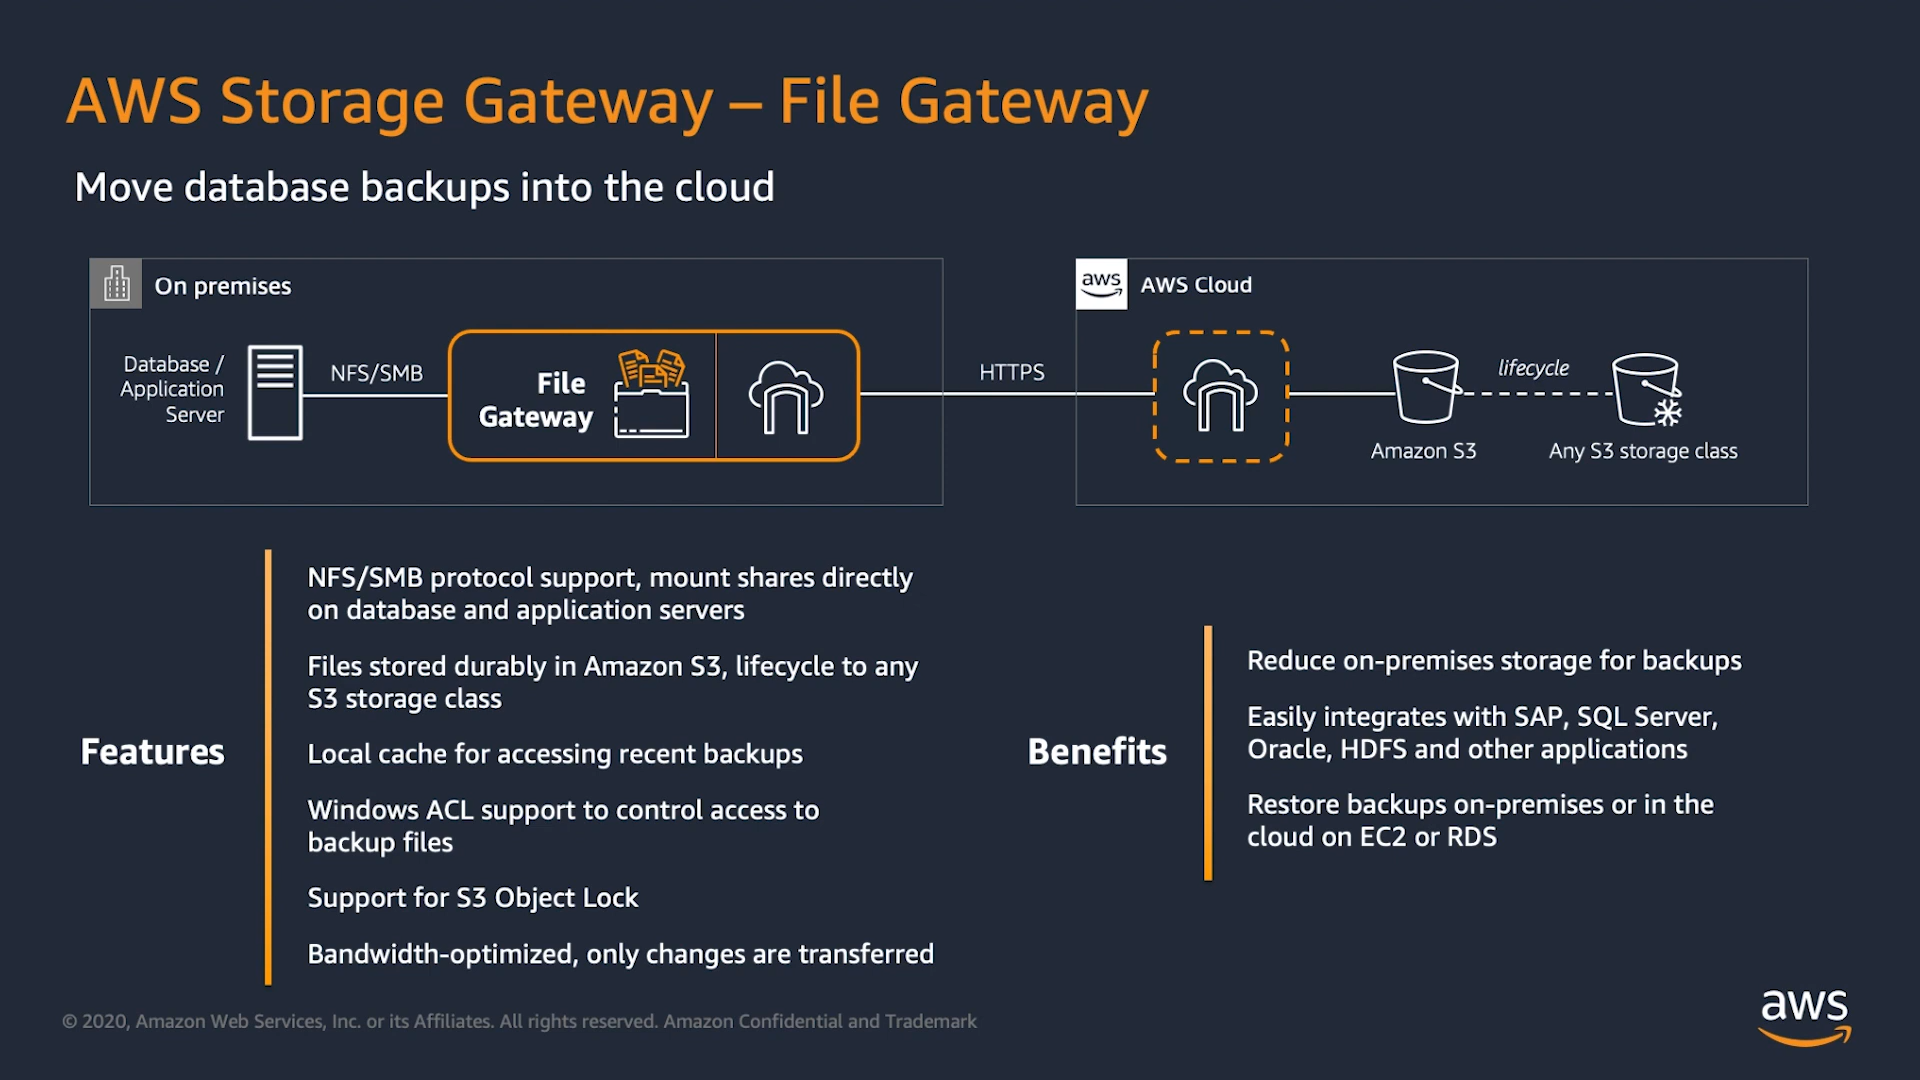 AWS Storage Gateway – File Gateway
Move database backups into the cloud
On premises
Database /
Application
Server
NFS/SMB
File
Gateway
HTTPS
aws
AWS Cloud
Amazon S3
lifecycle
Any S3 storage class
Features
NFS/SMB protocol support, mount shares directly
on database and application servers
Files stored durably in Amazon S3, lifecycle to any
S3 storage class
Local cache for accessing recent backups
Windows ACL support to control access to
backup files
Support for S3 Object Lock
Bandwidth-optimized, only changes are transferred
Benefits
Reduce on-premises storage for backups
Easily integrates with SAP, SQL Server,
Oracle, HDFS and other applications
Restore backups on-premises or in the
cloud on EC2 or RDS
© 2020, Amazon Web Services, Inc. or its Affiliates. All rights reserved. Amazon Confidential and Trademark
aws